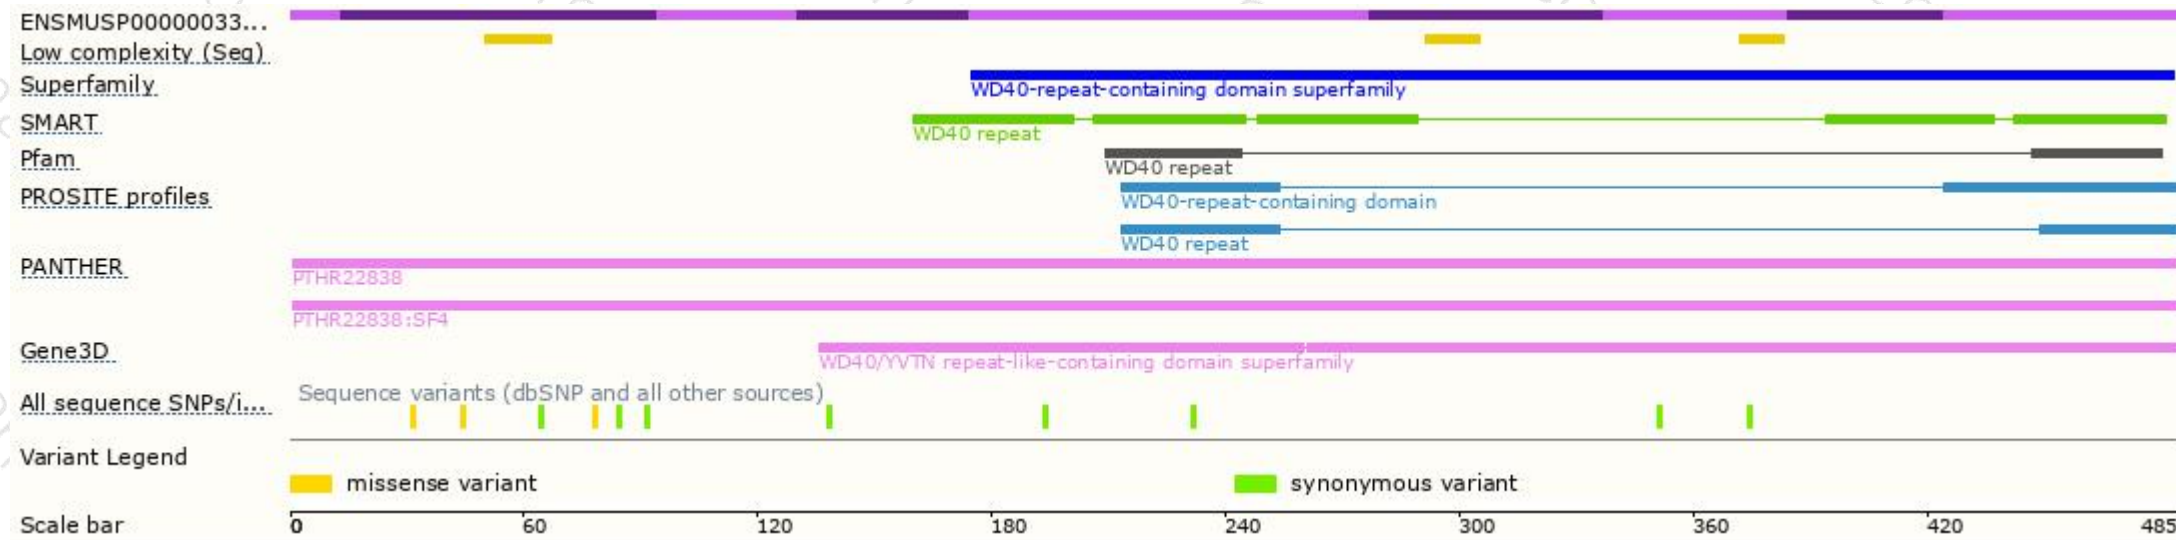 ENSMUSP00000033...
Low complexity (Seg)
Superfamily
WD40-repeat-containing domain superfamily
SMART
WD40 repeat
Pfam
WD40 repeat
PROSITE profiles
WD40-repeat-containing domain
WD40 repeat
PANTHER
PTHR22838
PTHR22838:SF4
Gene3D
WD40/YVTN repeat-like-containing domain superfamily
Sequence variants (dbSNP and all other sources)
All sequence SNPs/i...
Variant Legend
missense variant synonymous variant
Scale bar 0 60 120 180 240 300 360 420 485